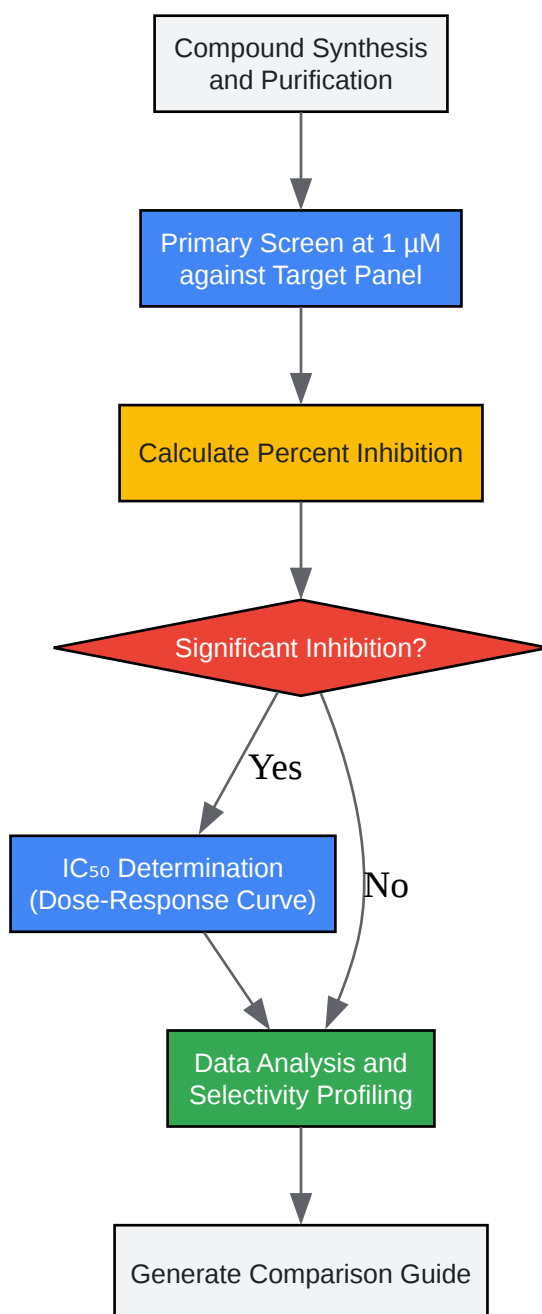 Compound Synthesis
and Purification
Primary Screen at 1 µM
against Target Panel
Calculate Percent Inhibition
Significant Inhibition?
Yes
IC₅₀ Determination
(Dose-Response Curve)
No
Data Analysis and
Selectivity Profiling
Generate Comparison Guide